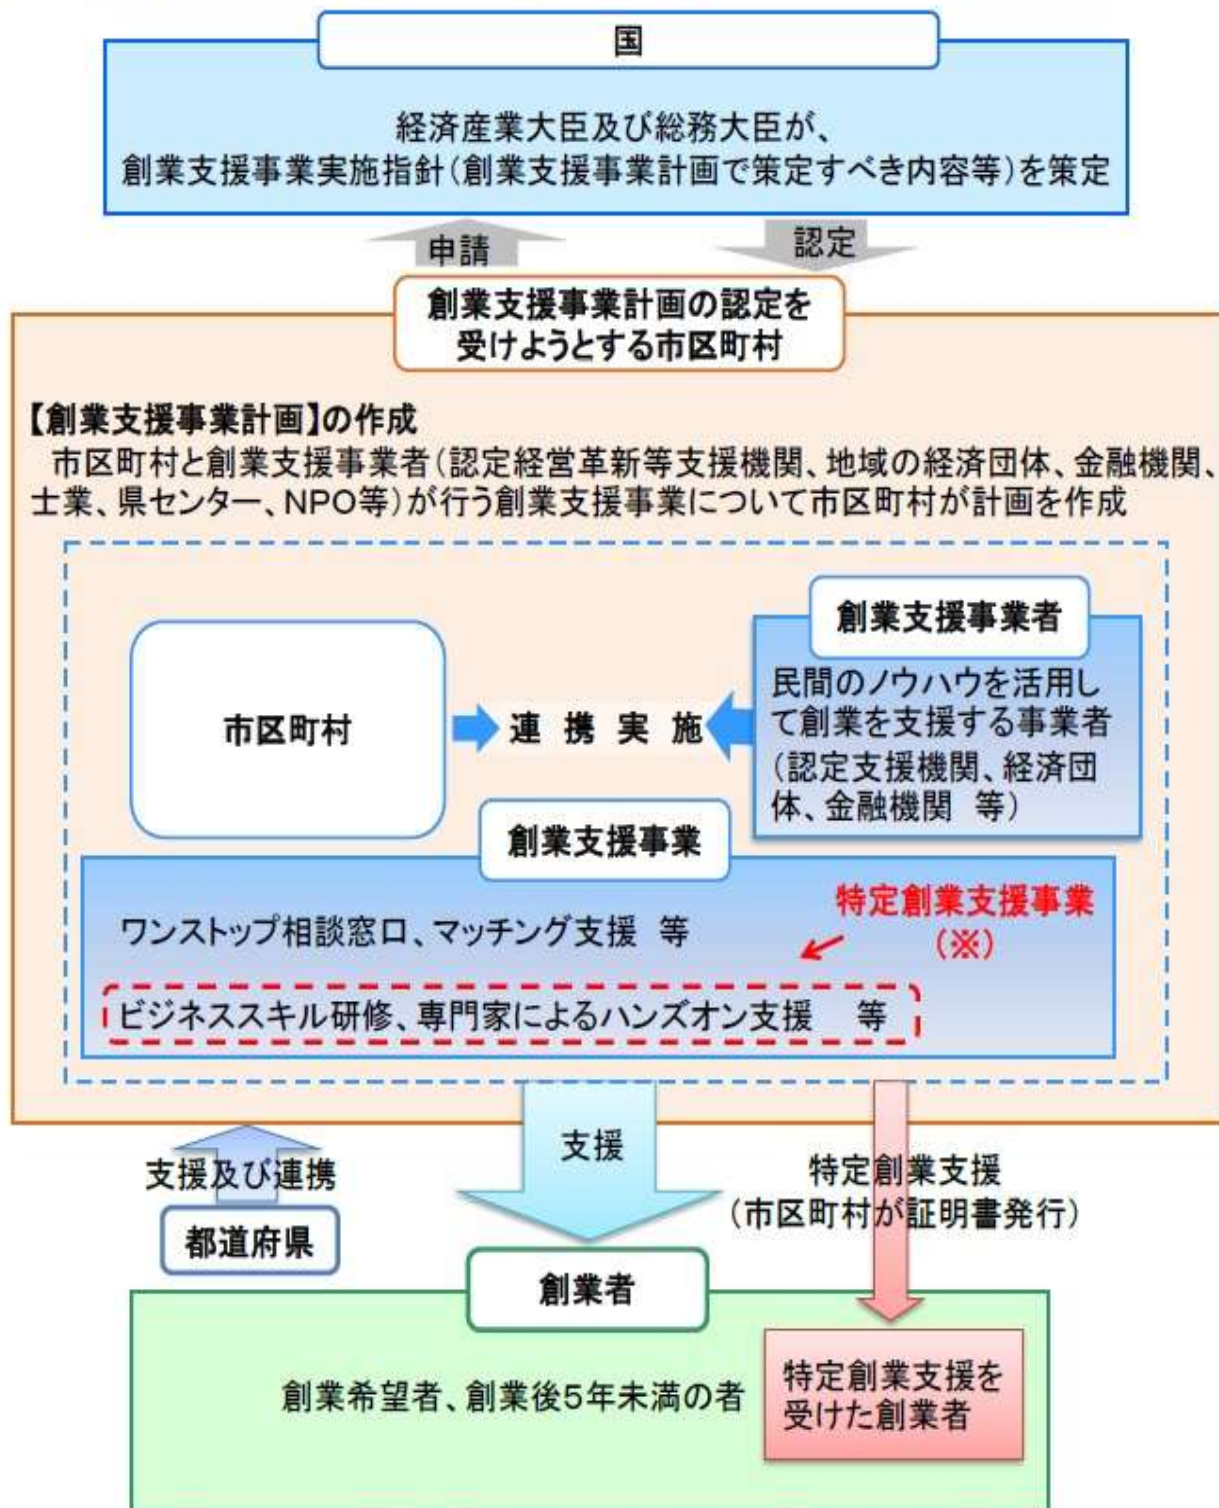 国
経済産業大臣及び総務大臣が、
創業支援事業実施指針(創業支援事業計画で策定すべき内容等)を策定
申請
認定
創業支援事業計画の認定を
受けようとする市区町村
【創業支援事業計画】の作成
市区町村と創業支援事業者(認定経営革新等支援機関、地域の経済団体、金融機関、
士業、県センター、NPO等)が行う創業支援事業について市区町村が計画を作成
創業支援事業者
民間のノウハウを活用し
て創業を支援する事業者
(認定支援機関、経済団
体、金融機関 等)
市区町村
連 携 実 施
創業支援事業
特定創業支援事業
(※)
ワンストップ相談窓口、マッチング支援 等
ビジネススキル研修、専門家によるハンズオン支援 等
支援
支援及び連携
都道府県
特定創業支援
(市区町村が証明書発行)
創業者
創業希望者、創業後5年未満の者
特定創業支援を
受けた創業者